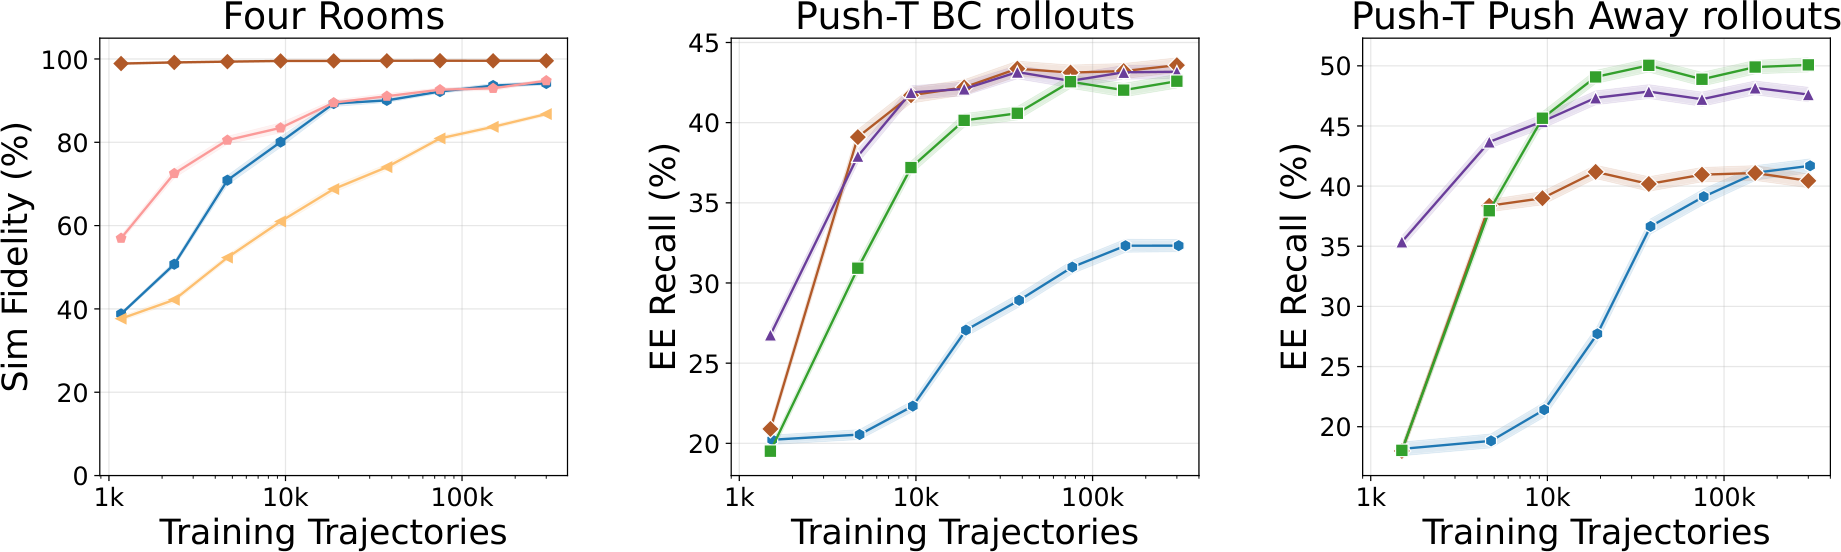 Four Rooms
Sim Fidelity (%)
100
80
60
40
20
0
1k 10k 100k
Training Trajectories
Push-T BC rollouts
EE Recall (%)
45
40
35
30
25
20
1k 10k 100k
Training Trajectories
Push-T Push Away rollouts
EE Recall (%)
50
45
40
35
30
25
20
1k 10k 100k
Training Trajectories